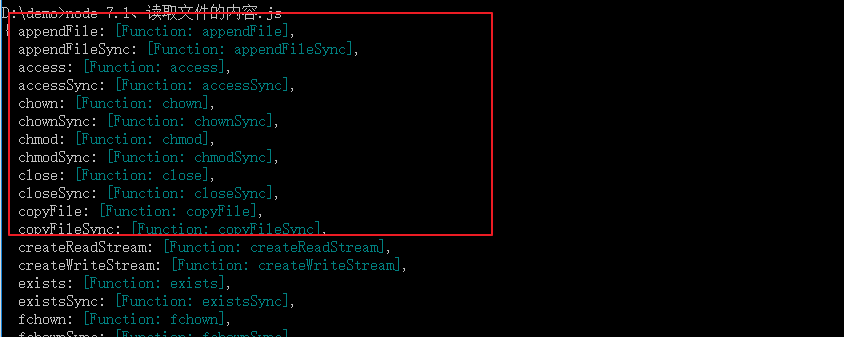 D:\demo>node 7.1、读取文件的内容.js
{
appendFile: [Function: appendFile],
appendFileSync: [Function: appendFileSync],
access: [Function: access],
accessSync: [Function: accessSync],
chown: [Function: chown],
chownSync: [Function: chownSync],
chmod: [Function: chmod],
chmodSync: [Function: chmodSync],
close: [Function: close],
closeSync: [Function: closeSync],
copyFile: [Function: copyFile],
copyFileSync: [Function: copyFileSync],
createReadStream: [Function: createReadStream],
createWriteStream: [Function: createWriteStream],
exists: [Function: exists],
existsSync: [Function: existsSync],
fchown: [Function: fchown],
fchownSync: [Function: fchownSync],